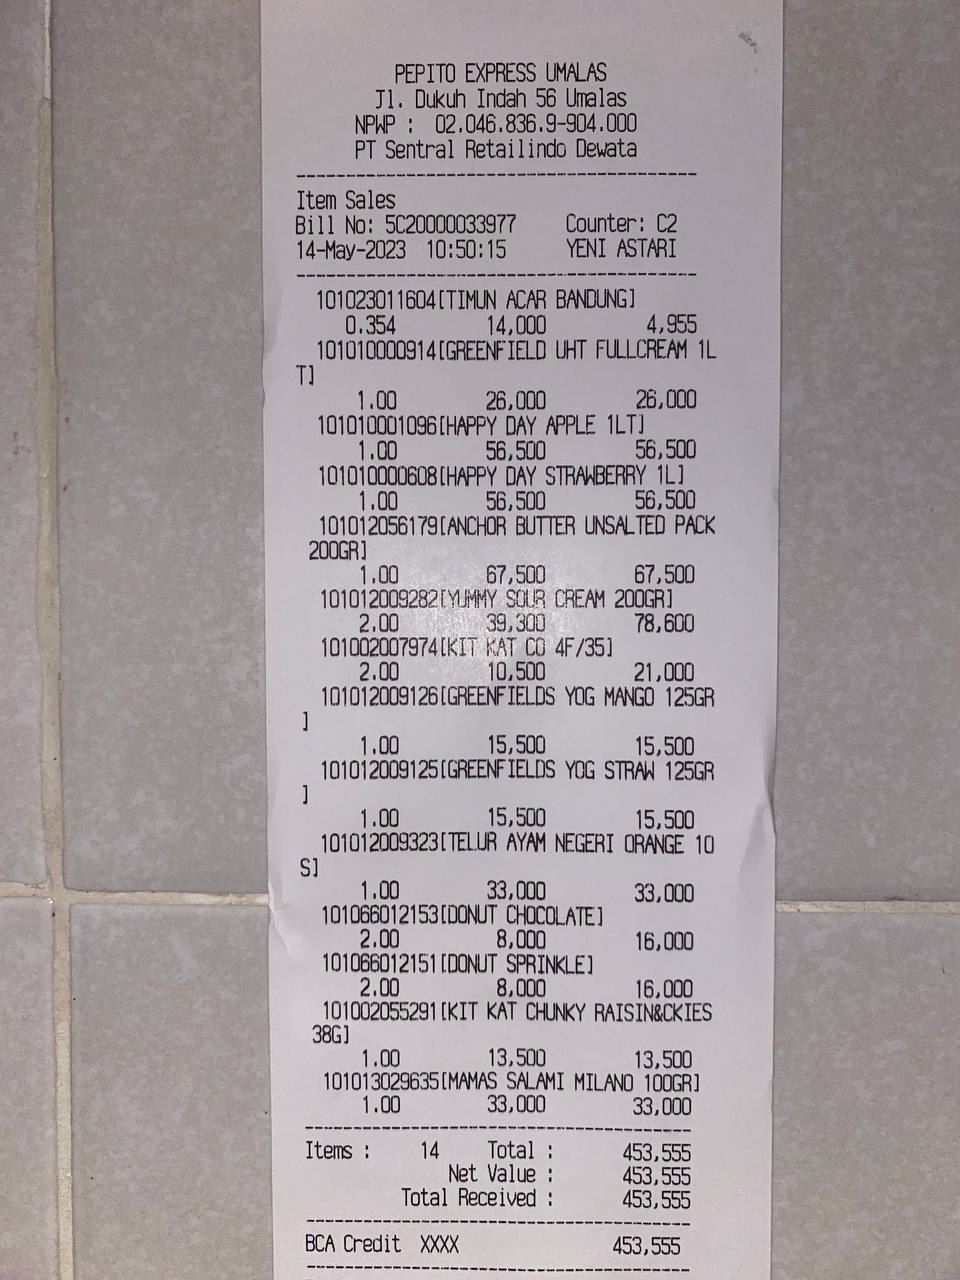 PEPITO EXPRESS UMALAS
Jl. Dukuh Indah 56 Umalas
NPWP : 02.046.836.9-904.000
PT Sentral Retailindo Dewata
Item Sales
Bill No: 5C20000033977 Counter: C2
14-May-2023 10:50:15 YENI ASTARI
101023011604[TIMUN ACAR BANDUNG]
0.354 14,000 4,955
101010000914[GREENFIELD UHT FULLCREAM 1L
T]
1.00 26,000 26,000
101010001096[HAPPY DAY APPLE 1LT]
1.00 56,500 56,500
101010000608[HAPPY DAY STRAWBERRY 1L]
1.00 56,500 56,500
101012056179[ANCHOR BUTTER UNSALTED PACK
200GR]
1.00 67,500 67,500
101012009282[YUMMY SOUR CREAM 200GR]
2.00 39,300 78,600
101002007974[KIT KAT CO 4F/35]
2.00 10,500 21,000
101012009126[GREENFIELDS YOG MANGO 125GR
]
1.00 15,500 15,500
101012009125[GREENFIELDS YOG STRAW 125GR
]
1.00 15,500 15,500
101012009323[TELUR AYAM NEGERI ORANGE 10
S]
1.00 33,000 33,000
101066012153[DONUT CHOCOLATE]
2.00 8,000 16,000
101066012151[DONUT SPRINKLE]
2.00 8,000 16,000
101002055291[KIT KAT CHUNKY RAISIN&CKIES
38G]
1.00 13,500 13,500
101013029635[MAMAS SALAMI MILANO 100GR]
1.00 33,000 33,000
Items : 14 Total : 453,555
Net Value : 453,555
Total Received : 453,555
BCA Credit XXXX 453,555